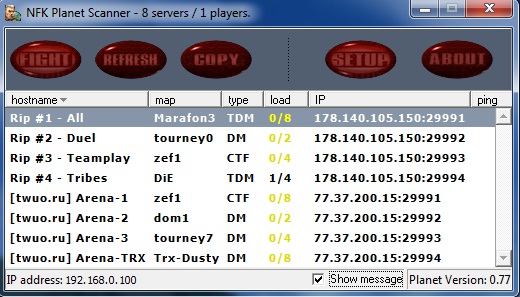 NFK Planet Scanner - 8 servers / 1 players.
FIGHT! REFRESH COPY SETUP ABOUT
hostname map type load IP ping
Rip #1 - All Marafon3 TDM 0/8 178.140.105.150:29991
Rip #2 - Duel tourney0 DM 0/2 178.140.105.150:29992
Rip #3 - Teamplay zef1 CTF 0/4 178.140.105.150:29993
Rip #4 - Tribes DiE TDM 1/4 178.140.105.150:29994
[twuo.ru] Arena-1 zef1 CTF 0/8 77.37.200.15:29991
[twuo.ru] Arena-2 dom1 DM 0/2 77.37.200.15:29992
[twuo.ru] Arena-3 tourney7 DM 0/4 77.37.200.15:29993
[twuo.ru] Arena-TRX Trx-Dusty DM 0/8 77.37.200.15:29994
IP address: 192.168.0.100 Show message Planet Version: 0.77